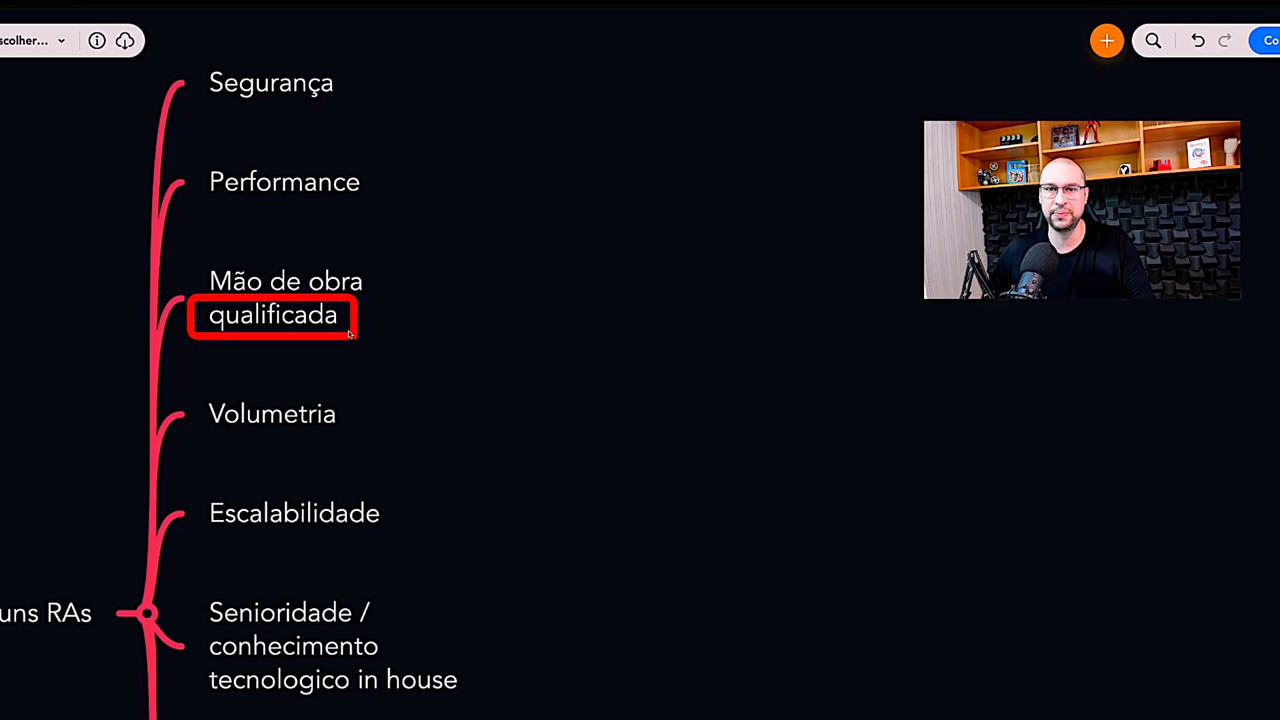 scolher...
Co
Segurança
Performance
Mão de obra
qualificada
Volumetria
Escalabilidade
uns RAs
Senioridade /
conhecimento
tecnologico in house